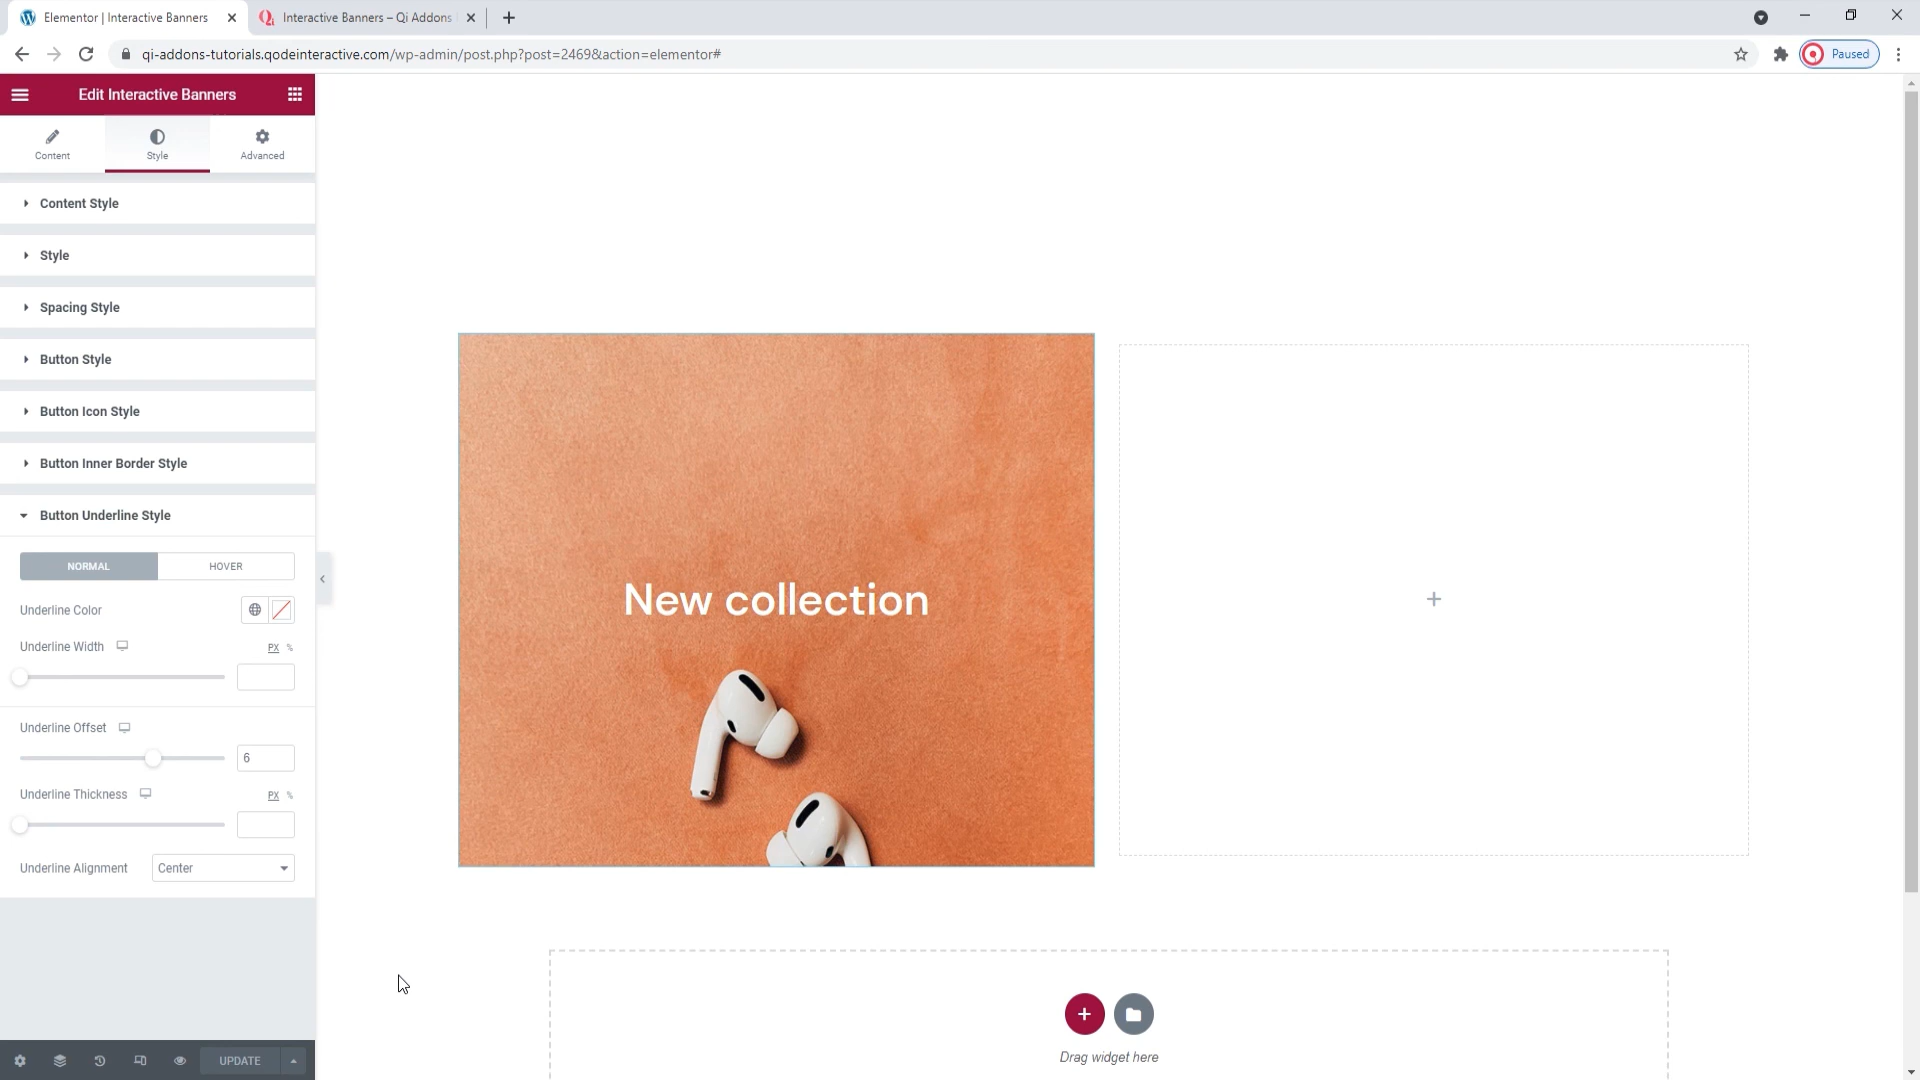 Elementor | Interactive Banners
Interactive Banners – Qi Addons
qi-addons-tutorials.qodeinteractive.com/wp-admin/post.php?post=2469&action=elementor#
Paused
Edit Interactive Banners
Content
Style
Advanced
Content Style
Style
Spacing Style
Button Style
Button Icon Style
Button Inner Border Style
Button Underline Style
NORMAL
HOVER
Underline Color
Underline Width
PX %
Underline Offset
6
Underline Thickness
PX %
Underline Alignment
Center
UPDATE
New collection
Drag widget here